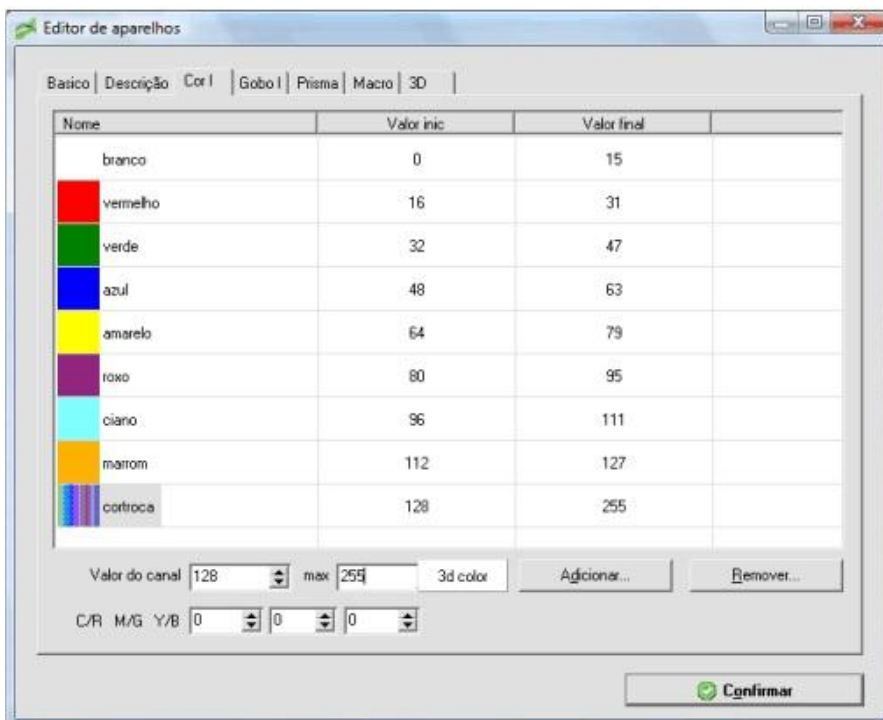 Editor de aparelhos
Basico Descrição Cor I Gobo I Prisma Macro 3D
Nome Valor inic Valor final
branco 0 15
vermelho 16 31
verde 32 47
azul 48 63
amarelo 64 79
roxo 80 95
ciano 96 111
marrom 112 127
cortroca 128 255
Valor do canal 128 max 255 3d color Adicionar... Remover...
C/R M/G Y/B 0 0 0
Confirmar